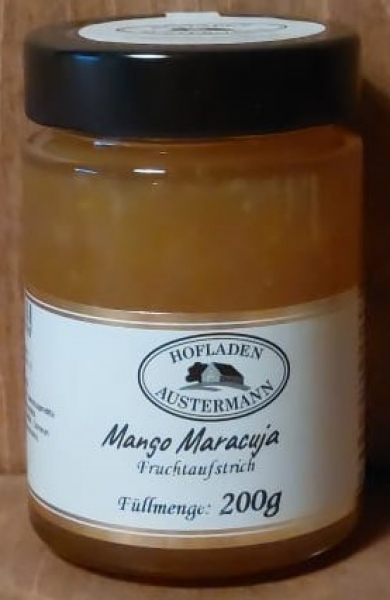 HOFLADEN
AUSTERMANN
Mango Maracuja
Fruchtaufstrich
Füllmenge: 200g